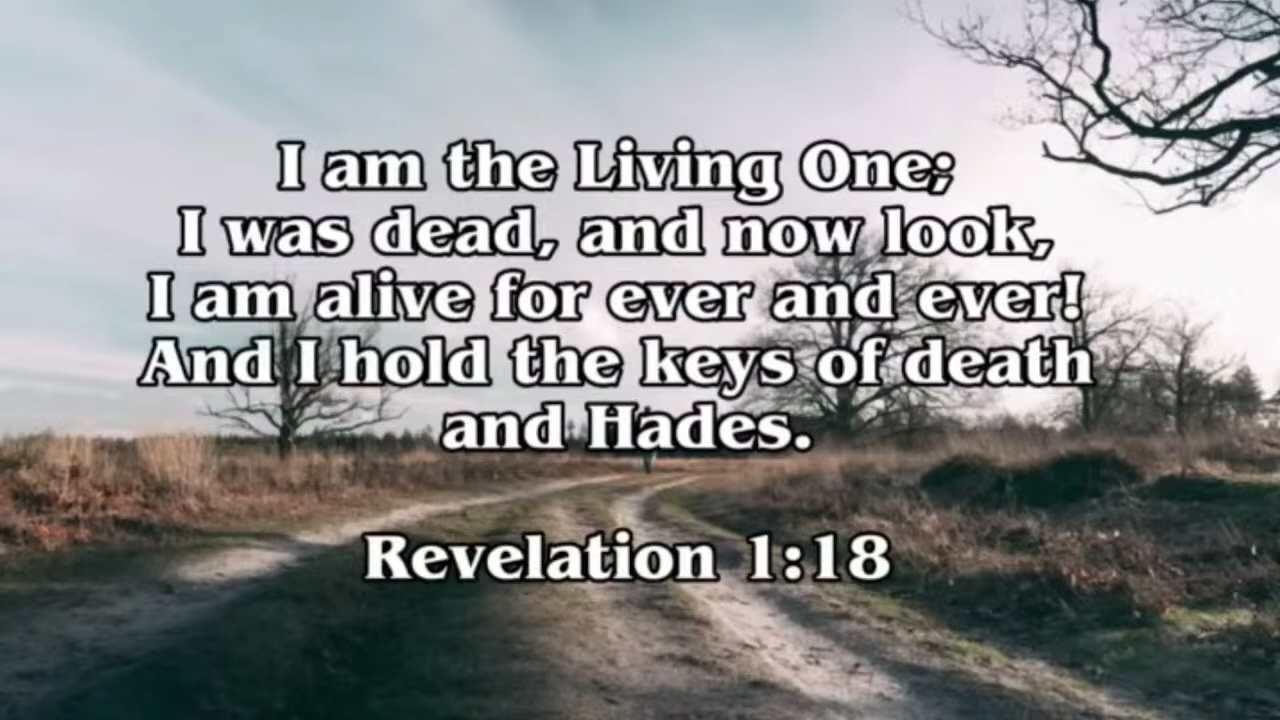 I am the Living One;
I was dead, and now look,
I am alive for ever and ever!
And I hold the keys of death
and Hades.
Revelation 1:18